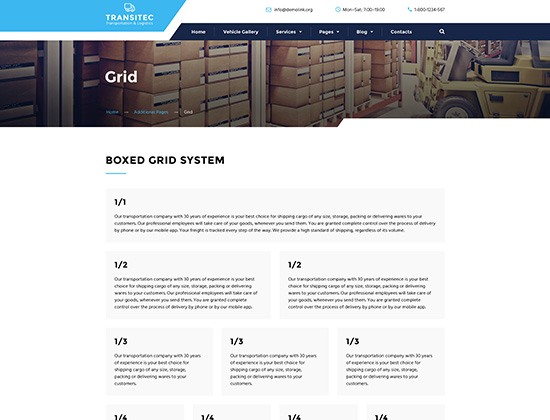 TRANSITEC
Transportation & Logistics
info@demolink.org
Mon–Sat: 7:00–19:00
1-800-1234-567
Home
Vehicle Gallery
Services
Pages
Blog
Contacts
Grid
Home → Additional Pages → Grid
BOXED GRID SYSTEM
1/1
Our transportation company with 30 years of experience is your best choice for shipping cargo of any size, storage, packing or delivering wares to your
customers. Our professional employees will take care of your goods, whenever you send them. You are granted complete control over the process of delivery
by phone or by our mobile app. Your freight is tracked every step of the way. We provide a high standard of shipping, regardless of its volume.
1/2
Our transportation company with 30 years of experience is your best
choice for shipping cargo of any size, storage, packing or delivering
wares to your customers. Our professional employees will take care of
your goods, whenever you send them. You are granted complete
control over the process of delivery by phone or by our mobile app.
1/2
Our transportation company with 30 years of experience is your best
choice for shipping cargo of any size, storage, packing or delivering
wares to your customers. Our professional employees will take care of
your goods, whenever you send them. You are granted complete
control over the process of delivery by phone or by our mobile app.
1/3
Our transportation company with 30 years
of experience is your best choice for shipping
cargo of any size, storage, packing or
delivering wares to your customers.
1/3
Our transportation company with 30 years
of experience is your best choice for shipping
cargo of any size, storage, packing or
delivering wares to your customers.
1/3
Our transportation company with 30 years
of experience is your best choice for shipping
cargo of any size, storage, packing or
delivering wares to your customers.
1/4
1/4
1/4
1/4